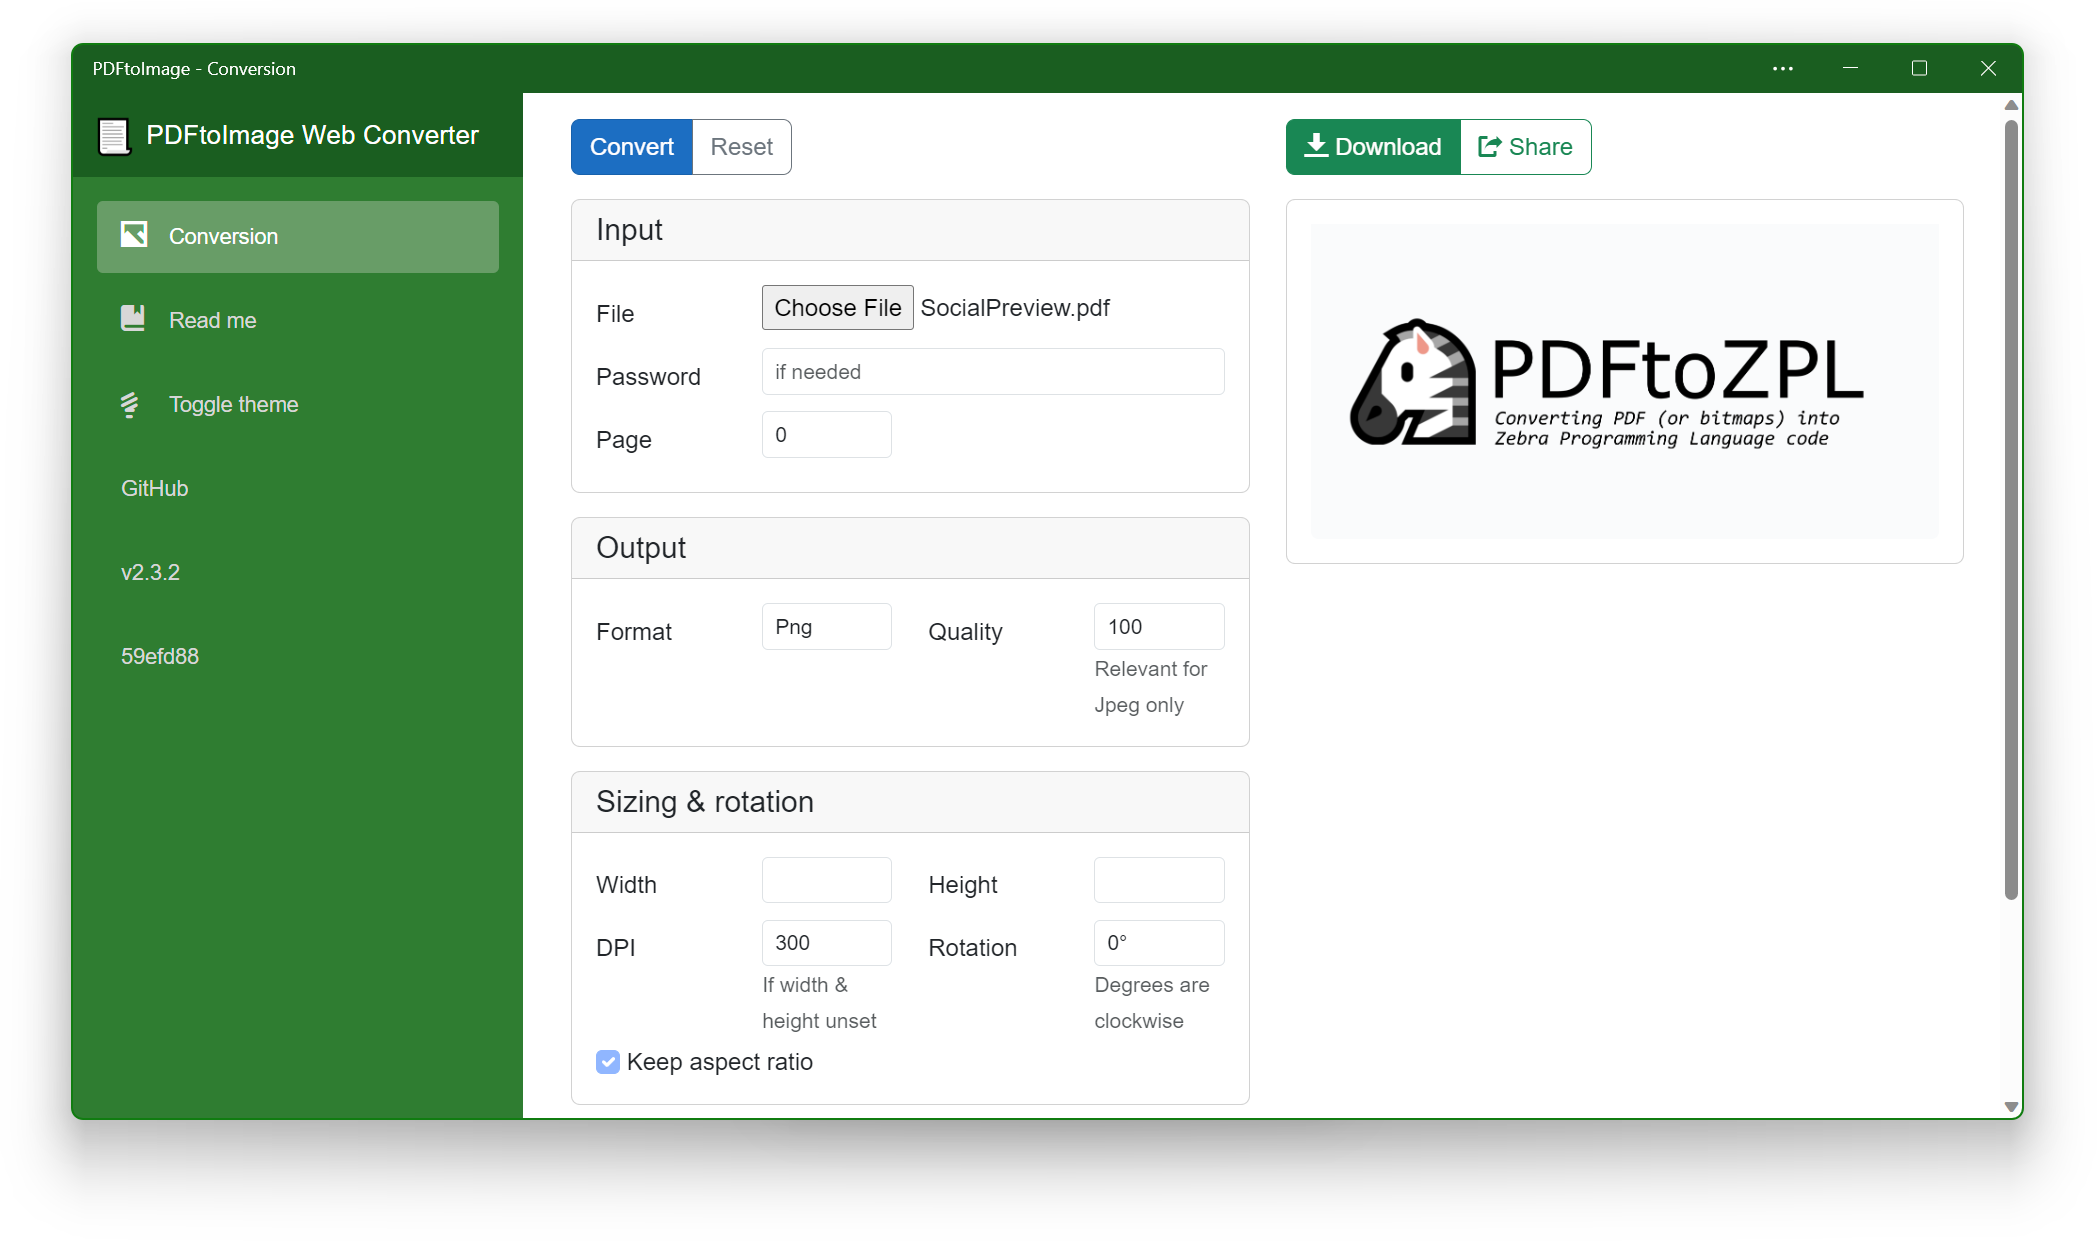 PDFtoImage - Conversion
PDFtoImage Web Converter
Conversion
Read me
Toggle theme
GitHub
v2.3.2
59efd88
Convert
Reset
Input
File
Choose File SocialPreview.pdf
Password
if needed
Page
0
Output
Format
Png
Quality
100
Relevant for
Jpeg only
Sizing & rotation
Width
Height
DPI
300
If width &
height unset
Rotation
0°
Degrees are
clockwise
Keep aspect ratio
Download
Share
PDFtoZPL
Converting PDF (or bitmaps) into
Zebra Programming Language code